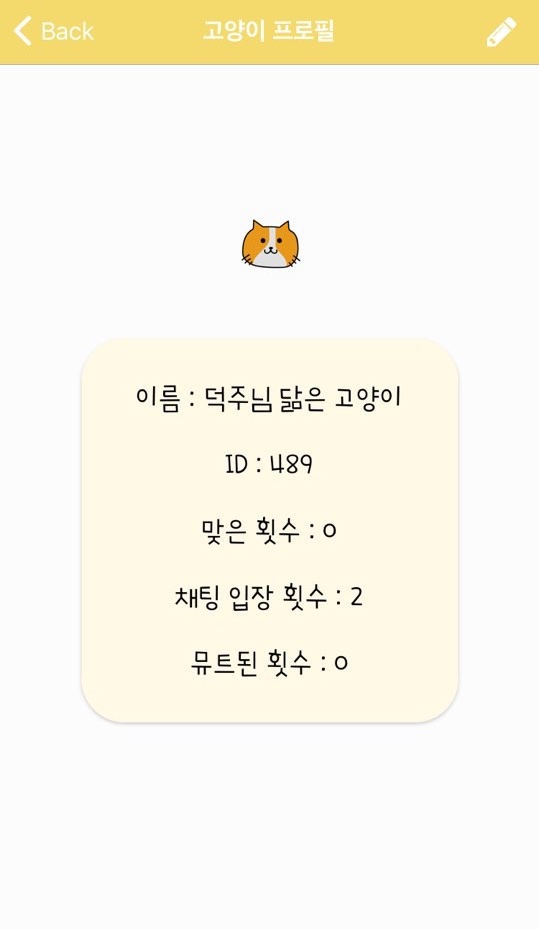 Back
고양이 프로필
이름 : 덕주님 닮은 고양이
ID : 489
맞은 횟수 : 0
채팅 입장 횟수 : 2
뮤트된 횟수 : 0